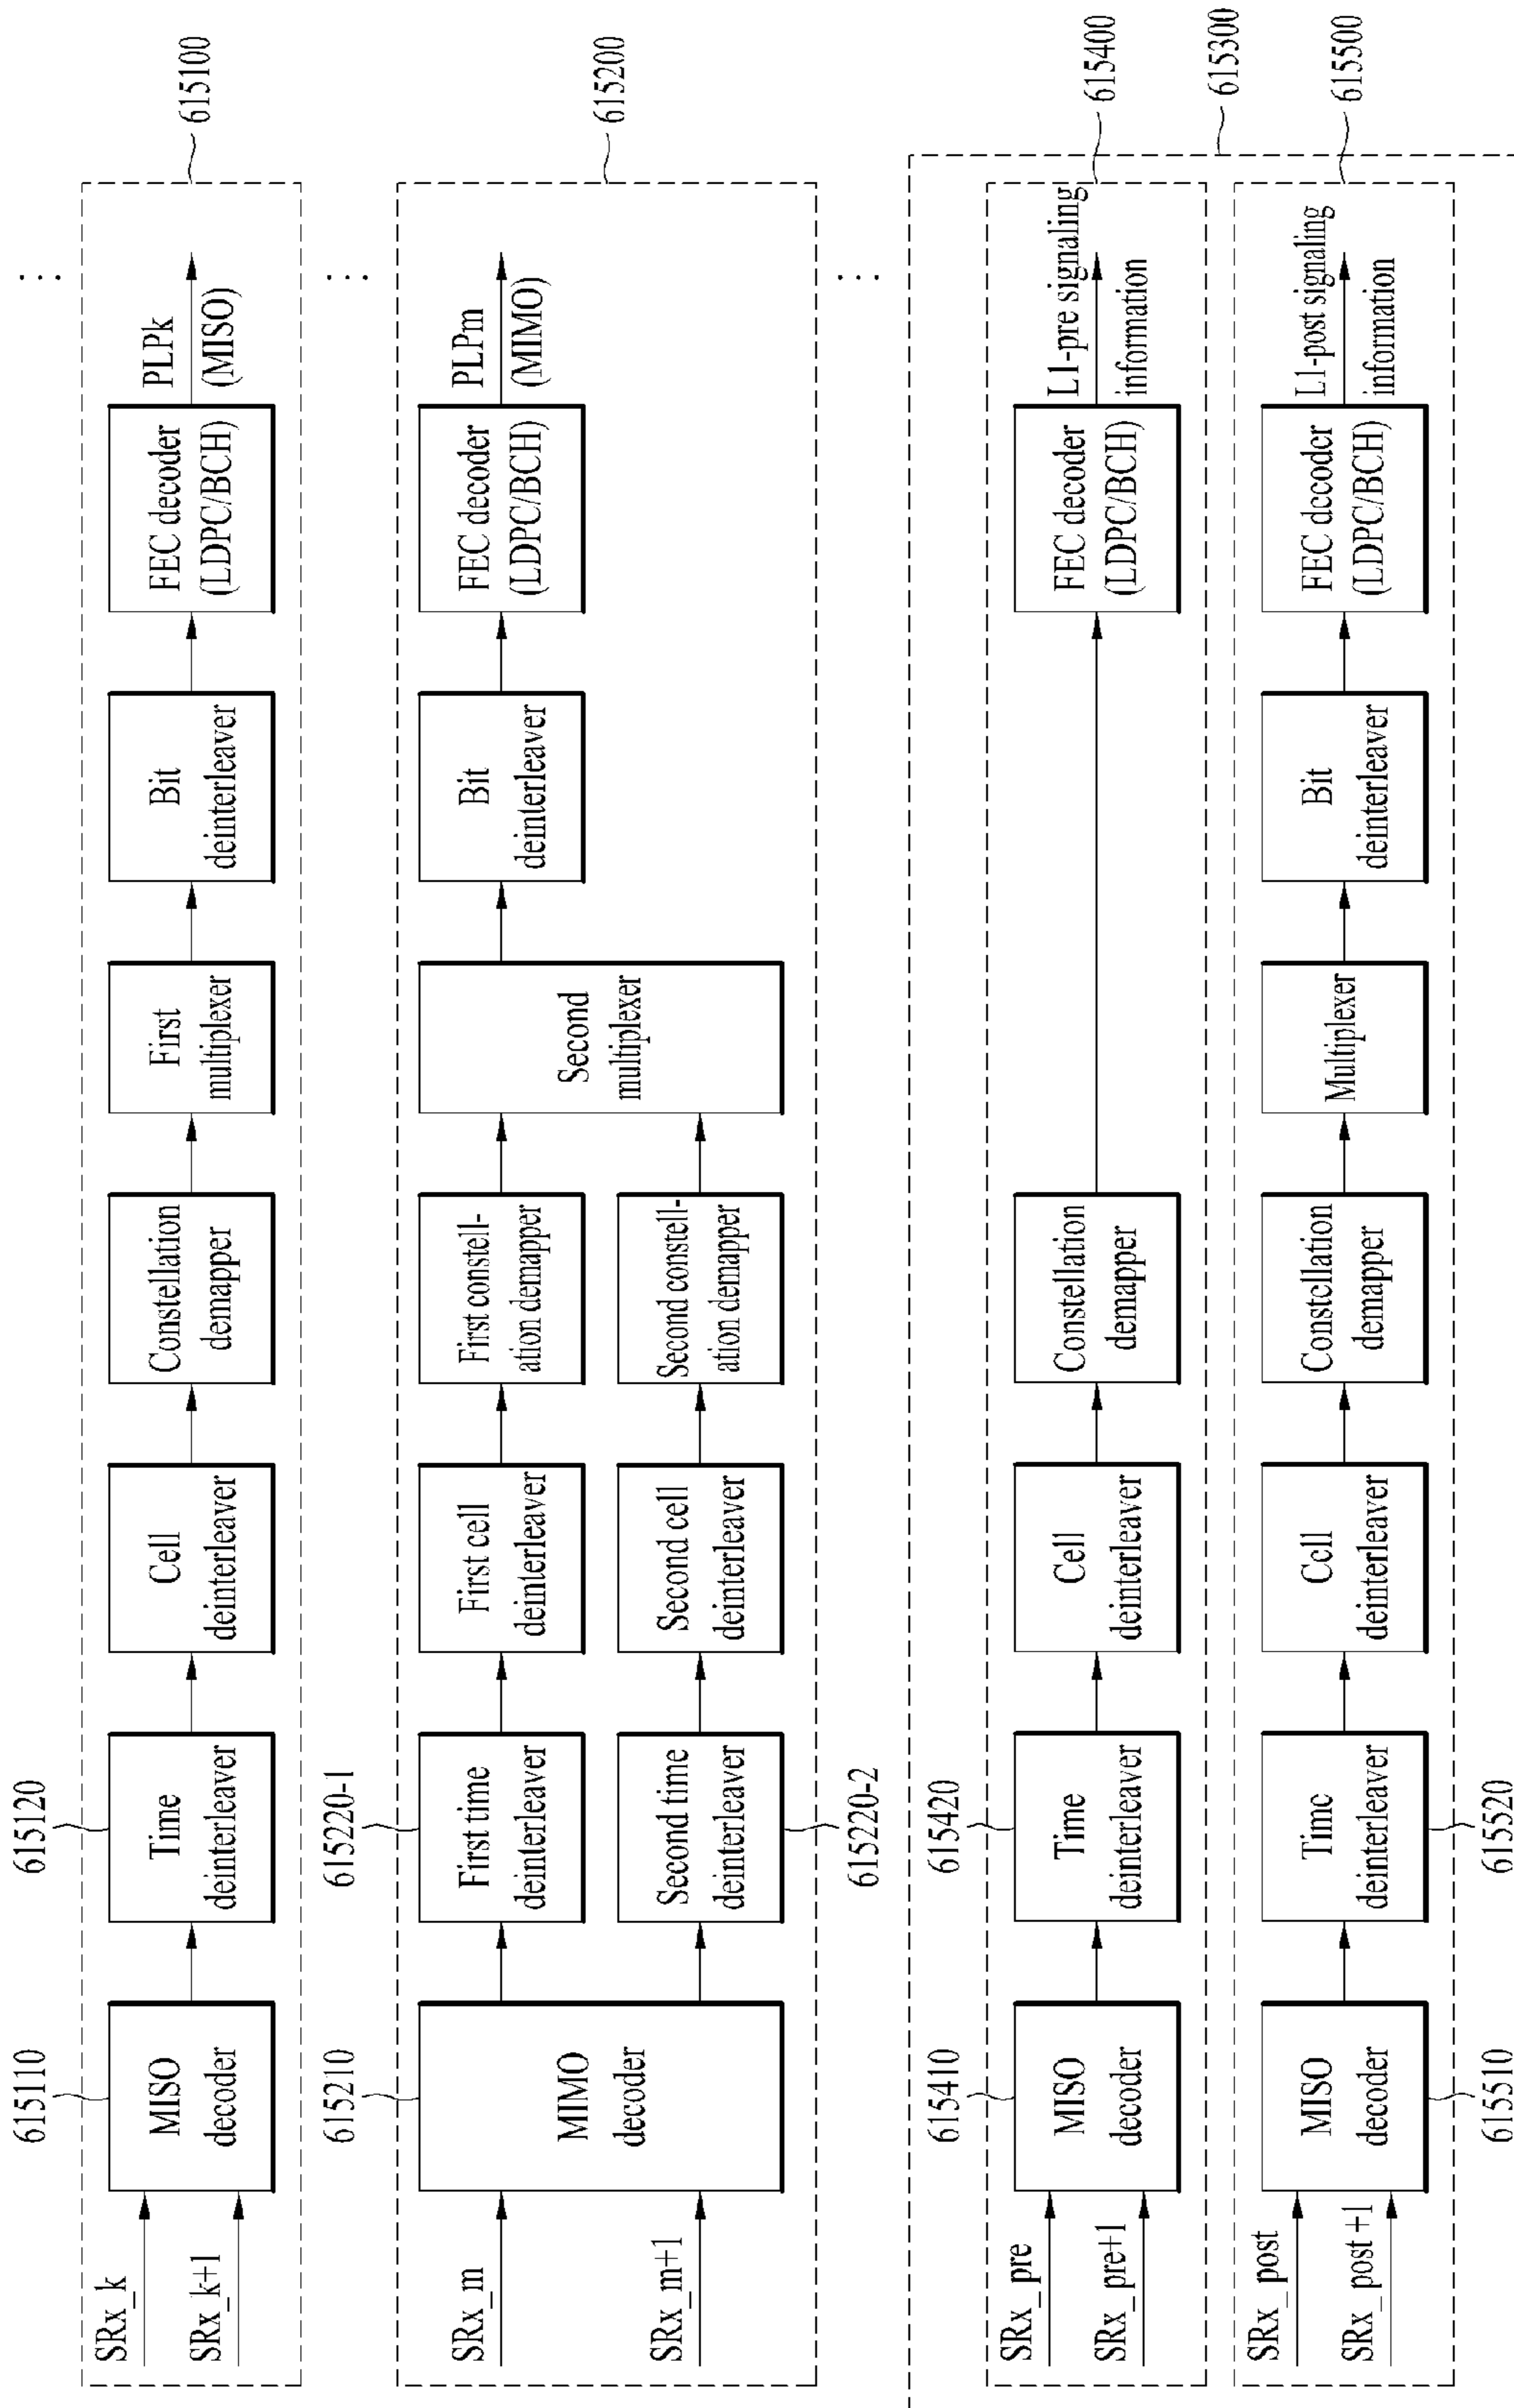 615110
615120
615100
SRx_k
SRx_k+1
MISO
decoder
Time
deinterleaver
Cell
deinterleaver
Constellation
demapper
First
multiplexer
Bit
deinterleaver
FEC decoder
(LDPC/BCH)
PLPk
(MISO)
...
615210
615220-1
615200
SRx_m
SRx_m+1
MIMO
decoder
First time
deinterleaver
Second time
deinterleaver
615220-2
First cell
deinterleaver
Second cell
deinterleaver
First constell-
ation demapper
Second constell-
ation demapper
Second
multiplexer
Bit
deinterleaver
FEC decoder
(LDPC/BCH)
PLPm
(MIMO)
...
...
615410
615420
615400
SRx_pre
SRx_pre+1
MISO
decoder
Time
deinterleaver
Cell
deinterleaver
Constellation
demapper
FEC decoder
(LDPC/BCH)
L1-pre signaling
information
615300
615500
SRx_post
SRx_post +1
MISO
decoder
Time
deinterleaver
Cell
deinterleaver
Constellation
demapper
Multiplexer
Bit
deinterleaver
FEC decoder
(LDPC/BCH)
L1-post signaling
information
615510
615520